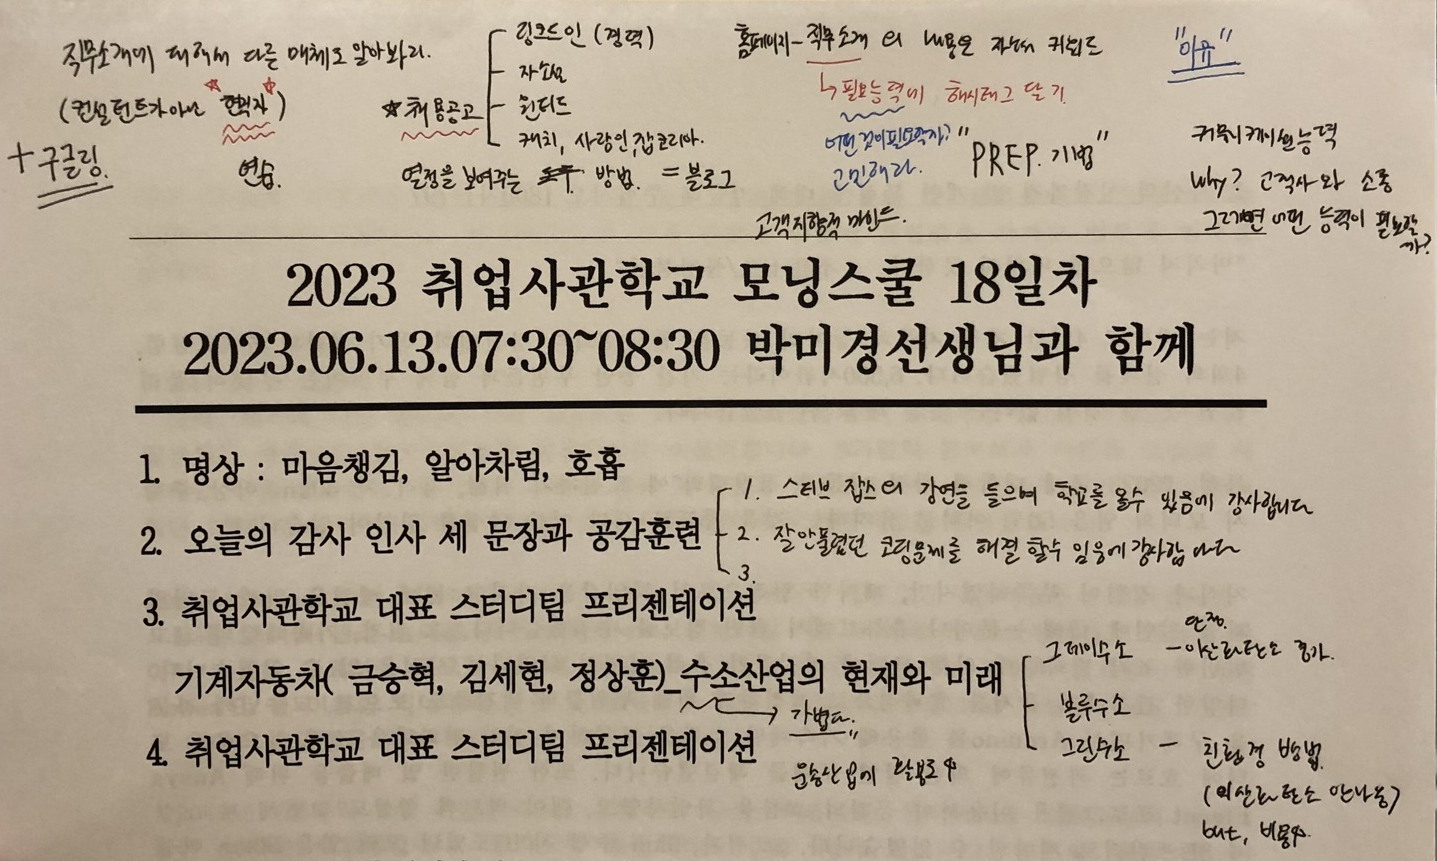 직무소개에 대해서 다른 매체도 알아봐라.
(컨설턴트가 아닌 현직자)
+구글링.
연습.
☆채용공고
링크드인 (경력)
자소설
원티드
캐치, 사람인, 잡코리아.
열정을 보여주는 방법. = 블로그
홈페이지 - 직무소개 의 내용은 자소서 키워드
↳필요능력에 해시태그 달기
어떤것이 필요할까?
고민해라.
"PREP. 기법"
고객지향적 마인드.
"이유"
커뮤니케이션능력
why? 고객사와 소통
그러려면 어떤 능력이 필요할
까?
2023 취업사관학교 모닝스쿨 18일차
2023.06.13.07:30~08:30 박미경선생님과 함께
1. 명상 : 마음챙김, 알아차림, 호흡
2. 오늘의 감사 인사 세 문장과 공감훈련
1. 스티브 잡스의 강연을 들으며 학교를 올수 있음에 감사합니다
2. 잘안풀렸던 코딩문제를 해결 할수 있음에 감사합니다
3.
3. 취업사관학교 대표 스터디팀 프리젠테이션
기계자동차( 금승혁, 김세현, 정상훈)_수소산업의 현재와 미래
→ 가볍다.
운송산업에 활용도↑
단점.
그레이수소 - 이산화탄소 증가.
블루수소
그린수소 - 친환경 방법.
(이산화탄소 안나옴)
but, 비용↑.
4. 취업사관학교 대표 스터디팀 프리젠테이션